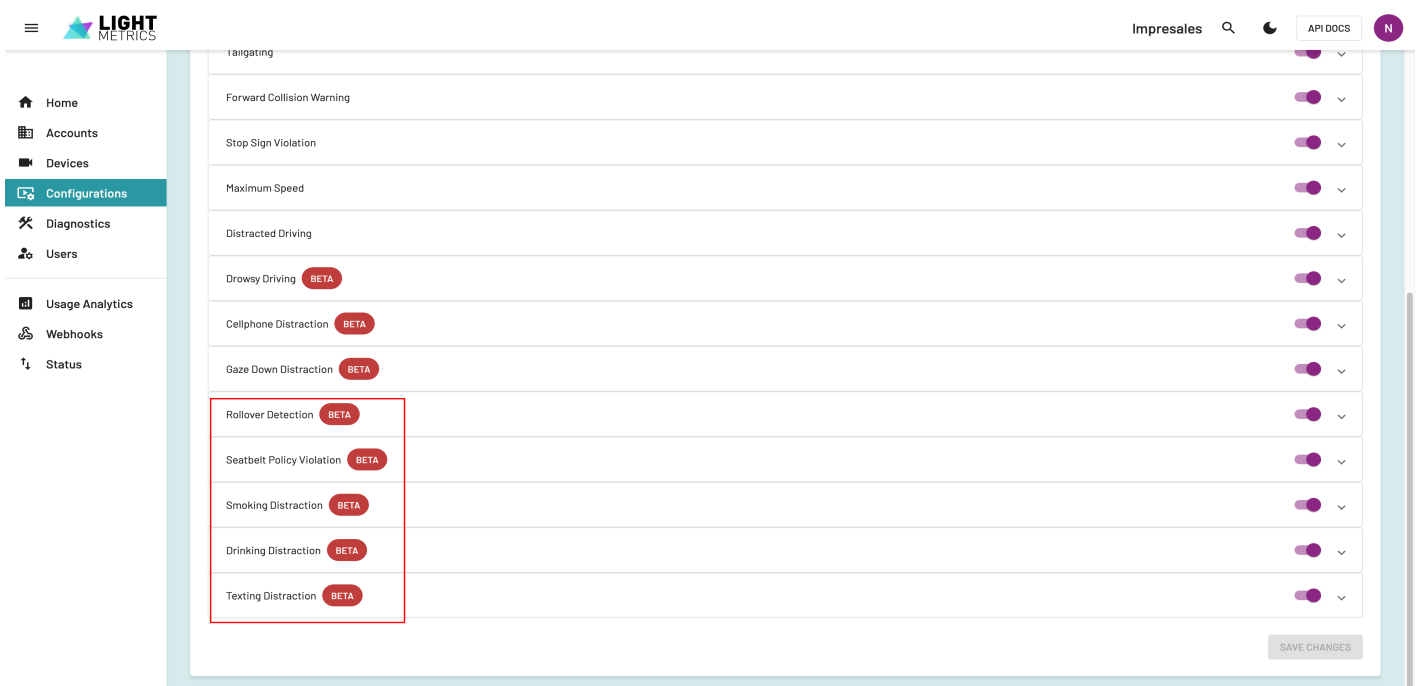 LIGHT
METRICS
Impresales
API DOCS
N
Home
Accounts
Devices
Configurations
Diagnostics
Users
Usage Analytics
Webhooks
Status
Tailgating
Forward Collision Warning
Stop Sign Violation
Maximum Speed
Distracted Driving
Drowsy Driving BETA
Cellphone Distraction BETA
Gaze Down Distraction BETA
Rollover Detection BETA
Seatbelt Policy Violation BETA
Smoking Distraction BETA
Drinking Distraction BETA
Texting Distraction BETA
SAVE CHANGES